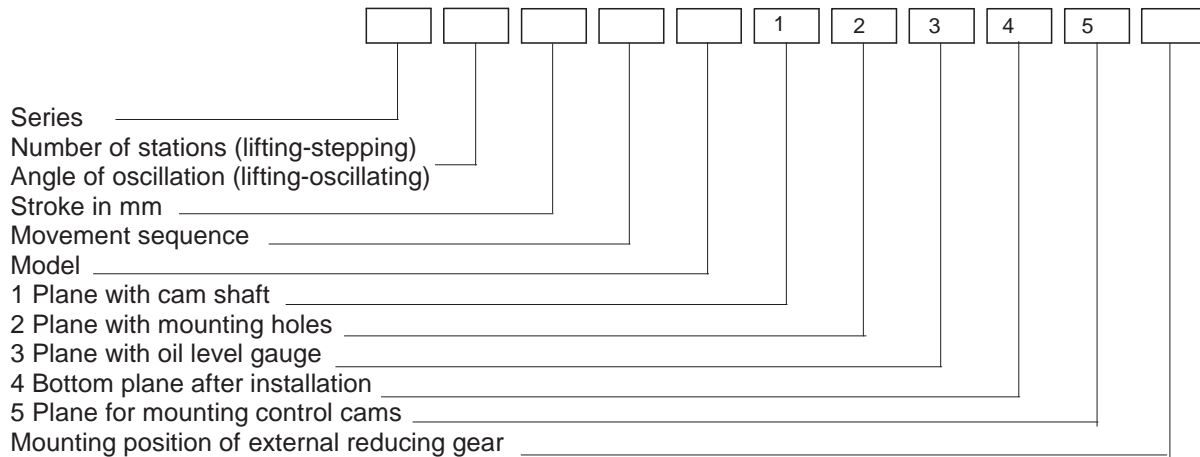 1 2 3 4 5
Series
Number of stations (lifting-stepping)
Angle of oscillation (lifting-oscillating)
Stroke in mm
Movement sequence
Model
1 Plane with cam shaft
2 Plane with mounting holes
3 Plane with oil level gauge
4 Bottom plane after installation
5 Plane for mounting control cams
Mounting position of external reducing gear